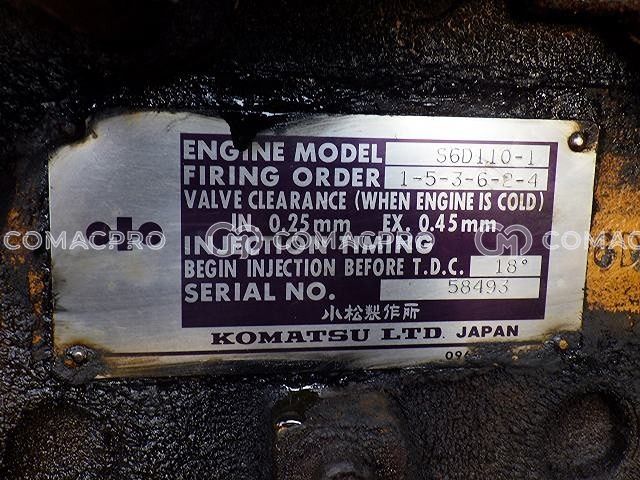 ENGINE MODEL S6D110-1
FIRING ORDER 1-5-3-6-2-4
VALVE CLEARANCE (WHEN ENGINE IS COLD)
IN. 0.25mm EX. 0.45mm
COMACPRO
INJECTION TIMING
BEGIN INJECTION BEFORE T.D.C. 18°
SERIAL NO. 58493
小松製作所
KOMATSU LTD. JAPAN